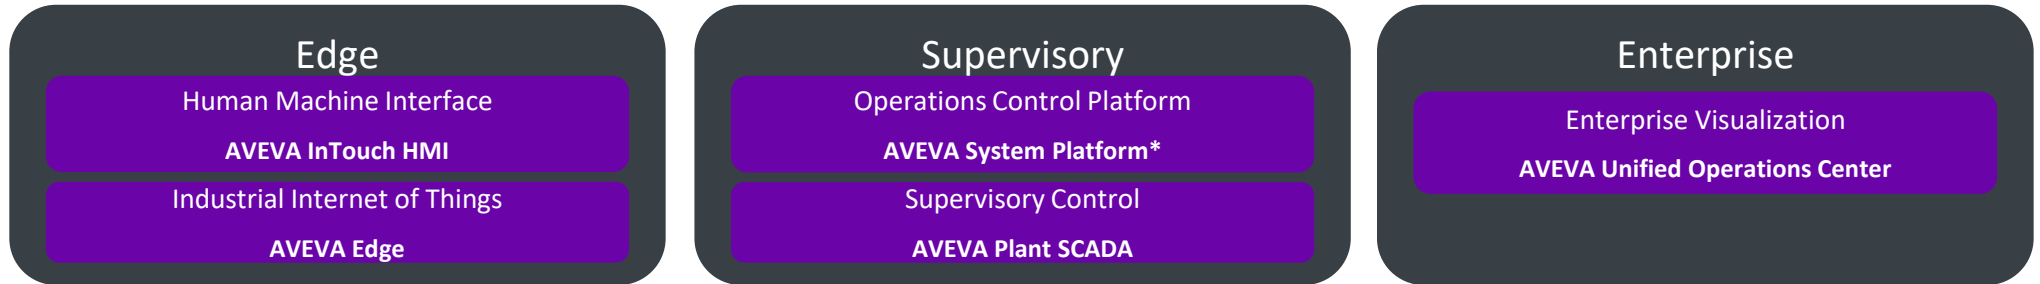 Edge
Human Machine Interface
AVEVA InTouch HMI
Industrial Internet of Things
AVEVA Edge
Supervisory
Operations Control Platform
AVEVA System Platform*
Supervisory Control
AVEVA Plant SCADA
Enterprise
Enterprise Visualization
AVEVA Unified Operations Center